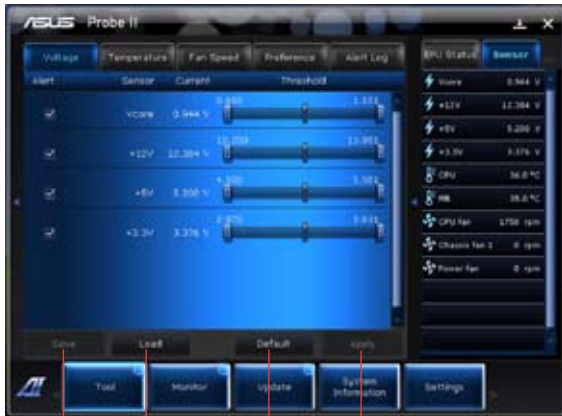 ASUS Probe II
Voltage Temperature Fan Speed Preference Alert Log
Alert Sensor Current Threshold
Vcore 0.944 V
+12V 12.384 V
+5V 5.200 V
+3.3V 3.376 V
Save Load Default Apply
EPU Status Sensor
Vcore 0.944 V
+12V 12.384 V
+5V 5.200 V
+3.3V 3.376 V
CPU
MB
CPU Fan 1758 rpm
Chassis Fan 1 0 rpm
Power Fan 0 rpm
Tool Monitor Update System Information Settings